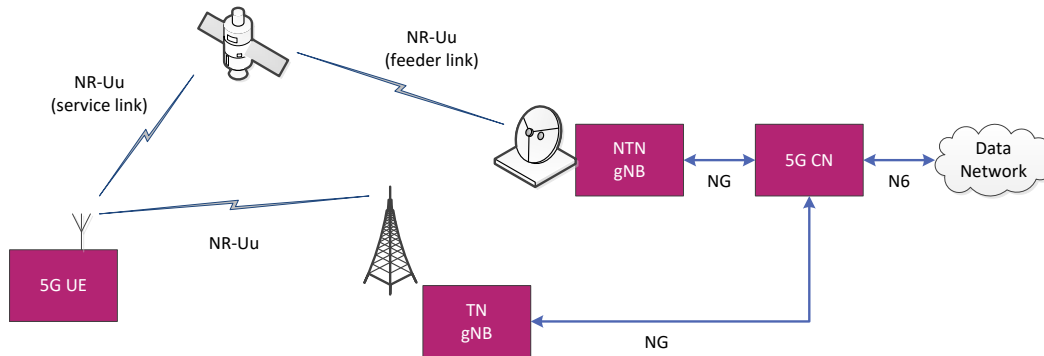 NR-Uu
(feeder link)
NR-Uu
(service link)
NTN
gNB
5G CN
Data
Network
NG
N6
NR-Uu
5G UE
TN
gNB
NG